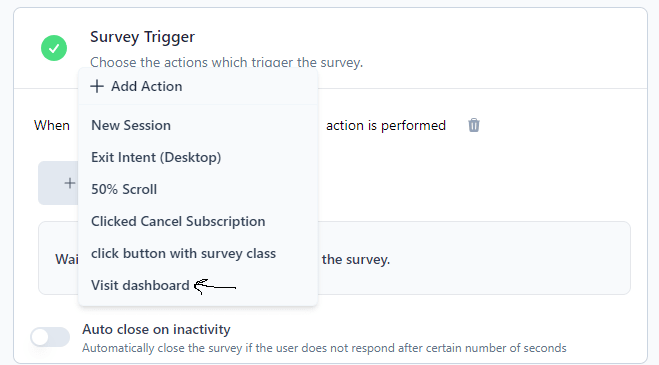 Survey Trigger
Choose the actions which trigger the survey.
+ Add Action
When
New Session
action is performed
Exit Intent (Desktop)
50% Scroll
+
Clicked Cancel Subscription
click button with survey class
Wai
the survey.
Visit dashboard
Auto close on inactivity
Automatically close the survey if the user does not respond after certain number of seconds